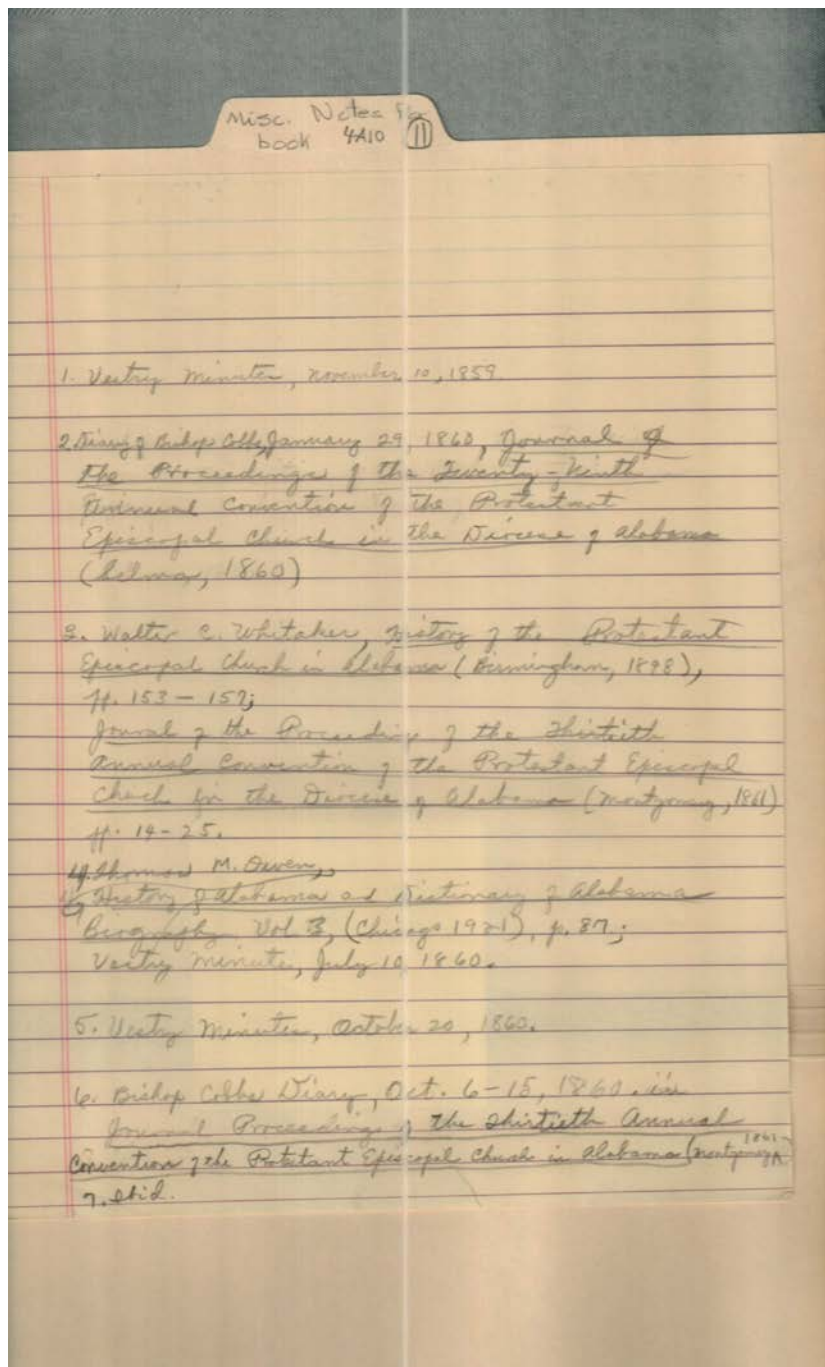 Misc. Notes for
book 4A10 11
1. Vestry Minutes, November 10, 1859.
2. Diary of Bishop Cobbs, January 29, 1860, Journal of
the Proceedings of the Twenty-Ninth
Annual Convention of the Protestant
Episcopal Church in the Diocese of Alabama
(Selma, 1860)
3. Walter C. Whitaker, History of the Protestant
Episcopal Church in Alabama (Birmingham, 1898),
pp. 153 – 157;
Journal of the Proceedings of the Thirtieth
Annual Convention of the Protestant Episcopal
Church in the Diocese of Alabama (Montgomery, 1861)
pp. 14-25.
4. Thomas M. Owen,
History of Alabama and Dictionary of Alabama
Biography Vol. 3, (Chicago 1921), p. 87;
Vestry Minutes, July 10, 1860.
5. Vestry Minutes, October 20, 1860.
6. Bishop Cobbs Diary, Oct. 6-15, 1860. in
Journal Proceedings of the Thirtieth Annual
Convention of the Protestant Episcopal Church in Alabama (Montgomery 1861
7. Ibid.